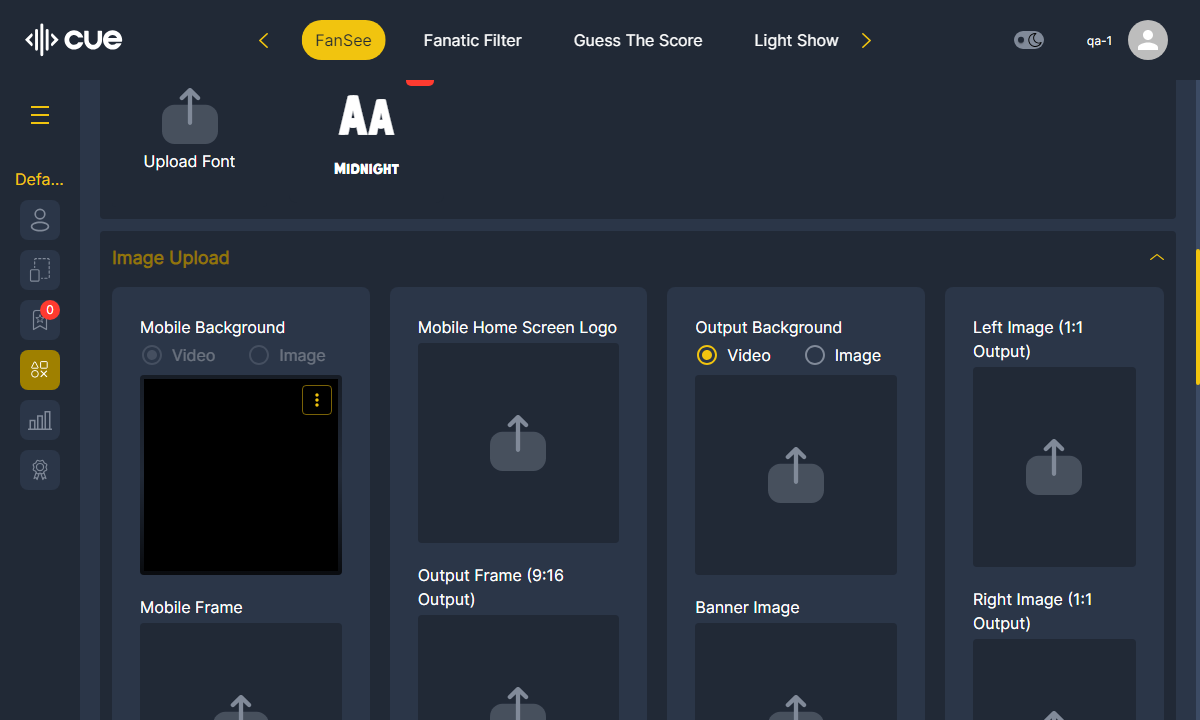 cue
FanSee
Fanatic Filter
Guess The Score
Light Show
qa-1
Defa...
0
Upload Font
AA
MIDNIGHT
Image Upload
Mobile Background
Video
Image
Mobile Frame
Mobile Home Screen Logo
Output Frame (9:16
Output)
Output Background
Video
Image
Banner Image
Left Image (1:1
Output)
Right Image (1:1
Output)